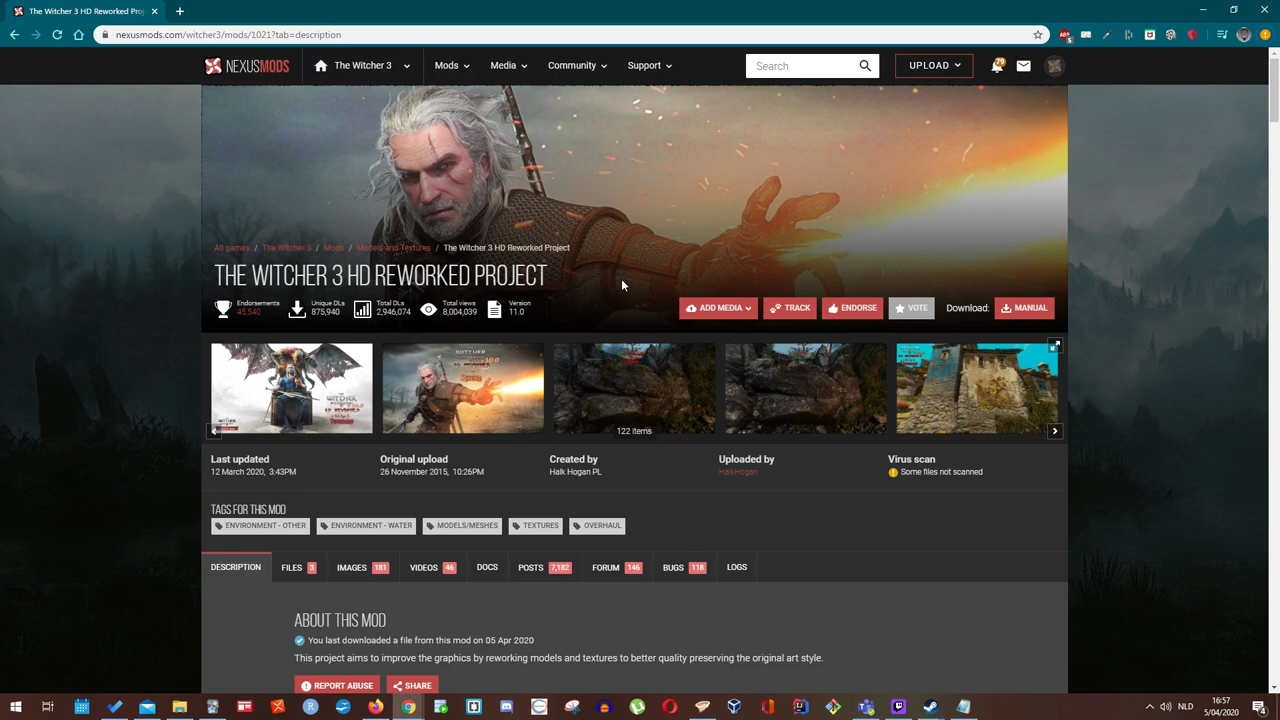 The Witcher 3 HD Reworked Proj
nexusmods.com/witcher3/mods/1021?tab=description
5
NEXUSMODS
The Witcher 3
Mods
Media
Community
Support
Search
UPLOAD
79
All games / The Witcher 3 / Mods / Models and Textures / The Witcher 3 HD Reworked Project
THE WITCHER 3 HD REWORKED PROJECT
Endorsements
45,540
Unique DLs
875,940
Total DLs
2,946,074
Total views
8,004,039
Version
11.0
ADD MEDIA
TRACK
ENDORSE
VOTE
Download:
MANUAL
122 items
Last updated
12 March 2020, 3:43PM
Original upload
26 November 2015, 10:26PM
Created by
Halk Hogan PL
Uploaded by
HalkHogan
Virus scan
Some files not scanned
TAGS FOR THIS MOD
ENVIRONMENT - OTHER
ENVIRONMENT - WATER
MODELS/MESHES
TEXTURES
OVERHAUL
DESCRIPTION
FILES 3
IMAGES 181
VIDEOS 46
DOCS
POSTS 7,182
FORUM 146
BUGS 118
LOGS
ABOUT THIS MOD
You last downloaded a file from this mod on 05 Apr 2020
This project aims to improve the graphics by reworking models and textures to better quality preserving the original art style.
REPORT ABUSE
SHARE
NLD
16:57
5/04/2020